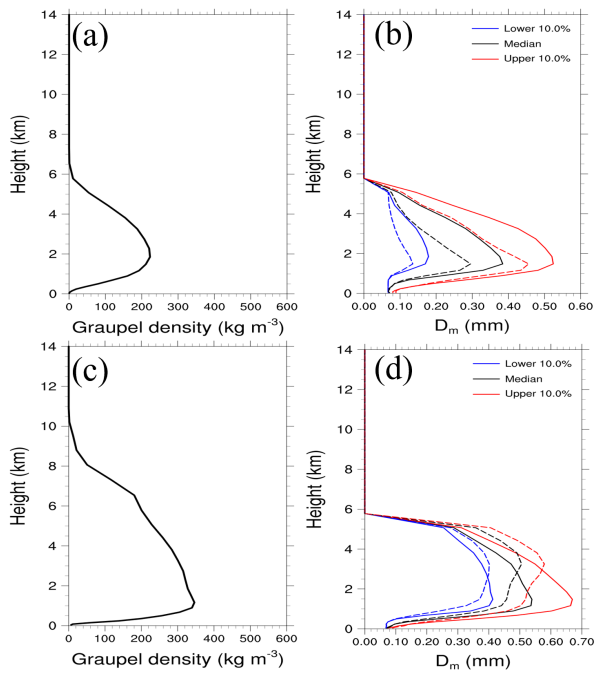 (a)
14
12
10
8
6
4
2
0
Height (km)
0 100 200 300 400 500 600
Graupel density (kg m-3)
(b)
Lower 10.0%
Median
Upper 10.0%
14
12
10
8
6
4
2
0
Height (km)
0.00 0.10 0.20 0.30 0.40 0.50 0.60
Dm (mm)
(c)
14
12
10
8
6
4
2
0
Height (km)
0 100 200 300 400 500 600
Graupel density (kg m-3)
(d)
Lower 10.0%
Median
Upper 10.0%
14
12
10
8
6
4
2
0
Height (km)
0.00 0.10 0.20 0.30 0.40 0.50 0.60 0.70
Dm (mm)